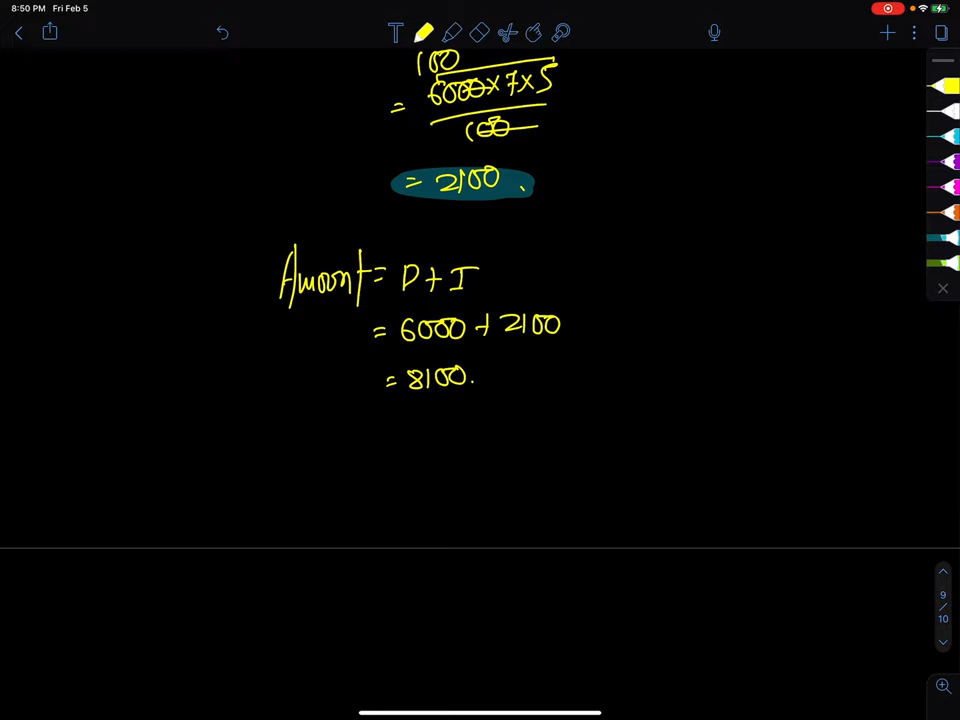 8:50 PM Fri Feb 5
T
100
= 6000 x 7 x 5
100
= 2100.
Amount = P + I
= 6000 + 2100
= 8100.
9
/
10